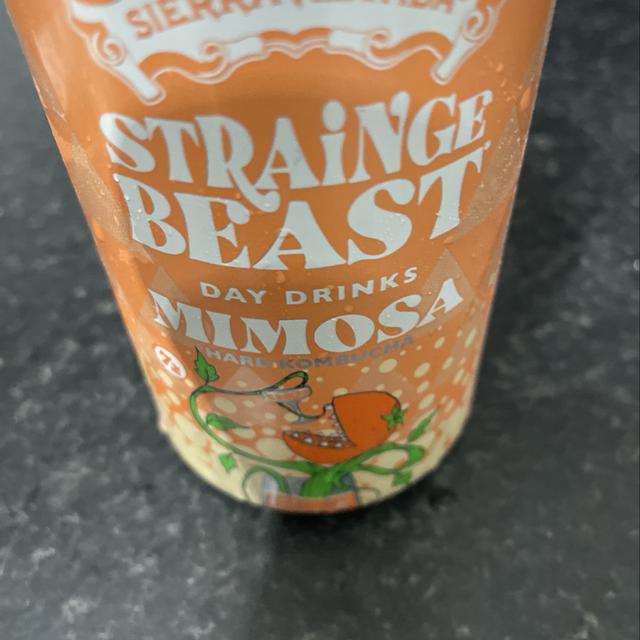 SIERRA NEVADA
STRAiNGE
BEAST
DAY DRINKS
MIMOSA
HARD KOMBUCHA